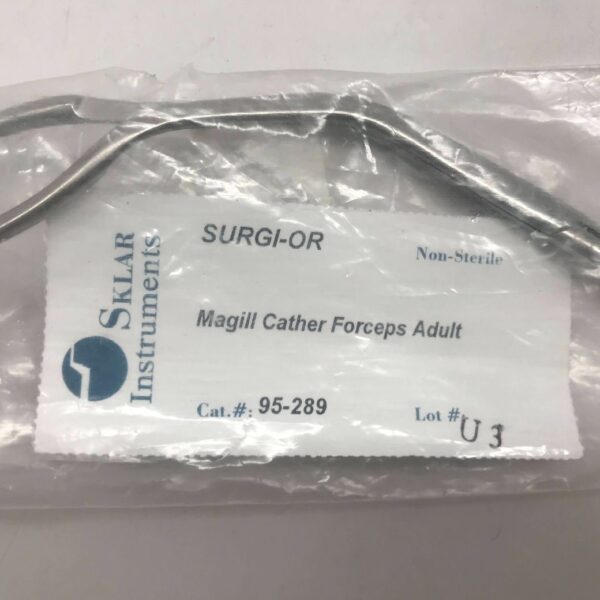 SKLAR
Instruments
SURGI-OR
Non-Sterile
Magill Cather Forceps Adult
Cat.#: 95-289
Lot # U 3